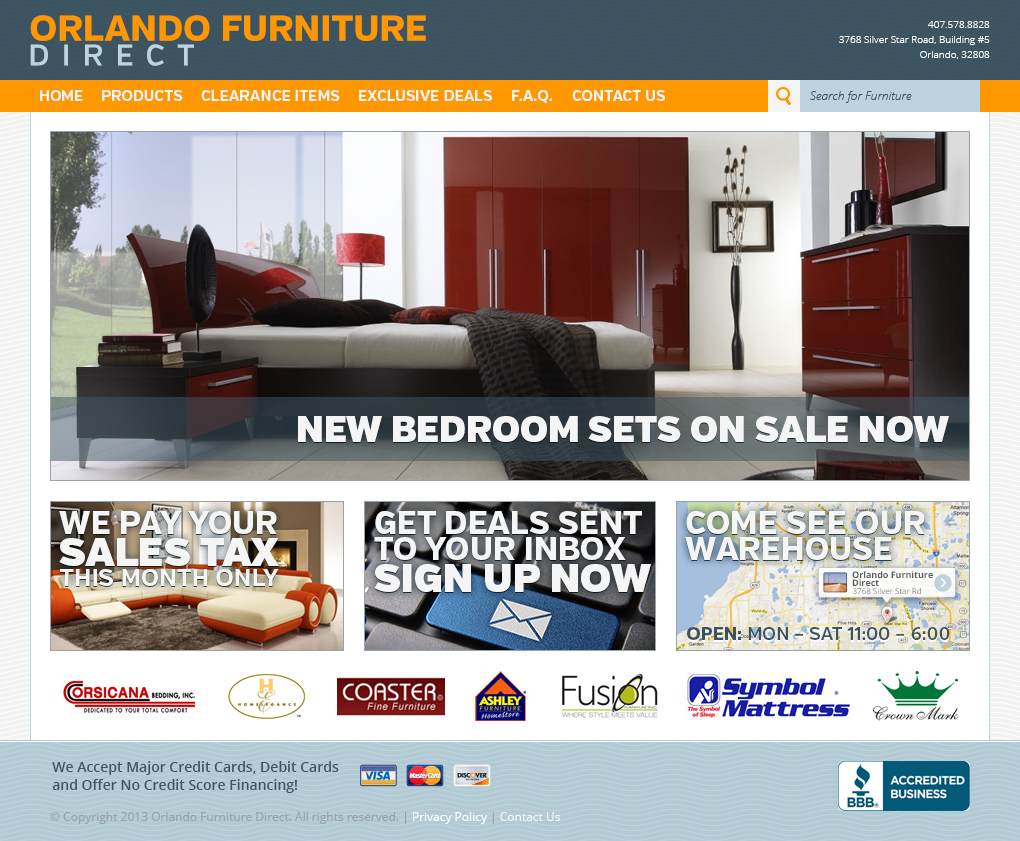 ORLANDO FURNITURE
DIRECT
407.578.8828
3768 Silver Star Road, Building #5
Orlando, 32808
HOME PRODUCTS CLEARANCE ITEMS EXCLUSIVE DEALS F.A.Q. CONTACT US
Search for Furniture
NEW BEDROOM SETS ON SALE NOW
WE PAY YOUR
SALES TAX
THIS MONTH ONLY
GET DEALS SENT
TO YOUR INBOX
SIGN UP NOW
COME SEE OUR
WAREHOUSE
Orlando Furniture
Direct
3768 Silver Star Rd
OPEN: MON – SAT 11:00 – 6:00
CORSICANA BEDDING, INC.
DEDICATED TO YOUR TOTAL COMFORT
H
HOMELEGANCE
COASTER
Fine Furniture
ASHLEY
FURNITURE
HomeStore
Fusion
FURNITURE INC.
WHERE STYLE MEETS VALUE
The Symbol
of Sleep
Symbol
Mattress
Crown Mark
We Accept Major Credit Cards, Debit Cards
and Offer No Credit Score Financing!
VISA MasterCard DISCOVER
BBB
ACCREDITED
BUSINESS
© Copyright 2013 Orlando Furniture Direct. All rights reserved. | Privacy Policy | Contact Us